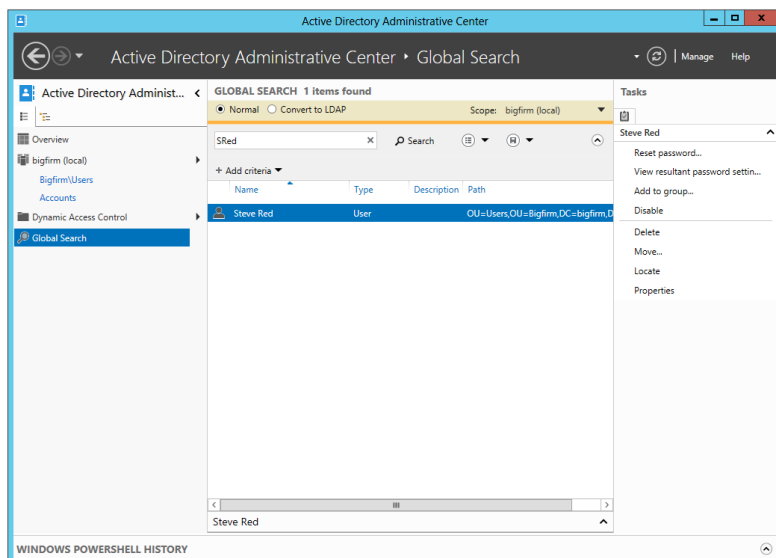 Active Directory Administrative Center
Active Directory Administrative Center ‣ Global Search
Manage
Help
Active Directory Administ...
Overview
bigfirm (local)
Bigfirm\Users
Accounts
Dynamic Access Control
Global Search
GLOBAL SEARCH 1 items found
Normal Convert to LDAP Scope: bigfirm (local)
SRed Search
+ Add criteria
Name Type Description Path
Steve Red User OU=Users,OU=Bigfirm,DC=bigfirm,D
Steve Red
Tasks
Steve Red
Reset password...
View resultant password settin...
Add to group...
Disable
Delete
Move...
Locate
Properties
WINDOWS POWERSHELL HISTORY